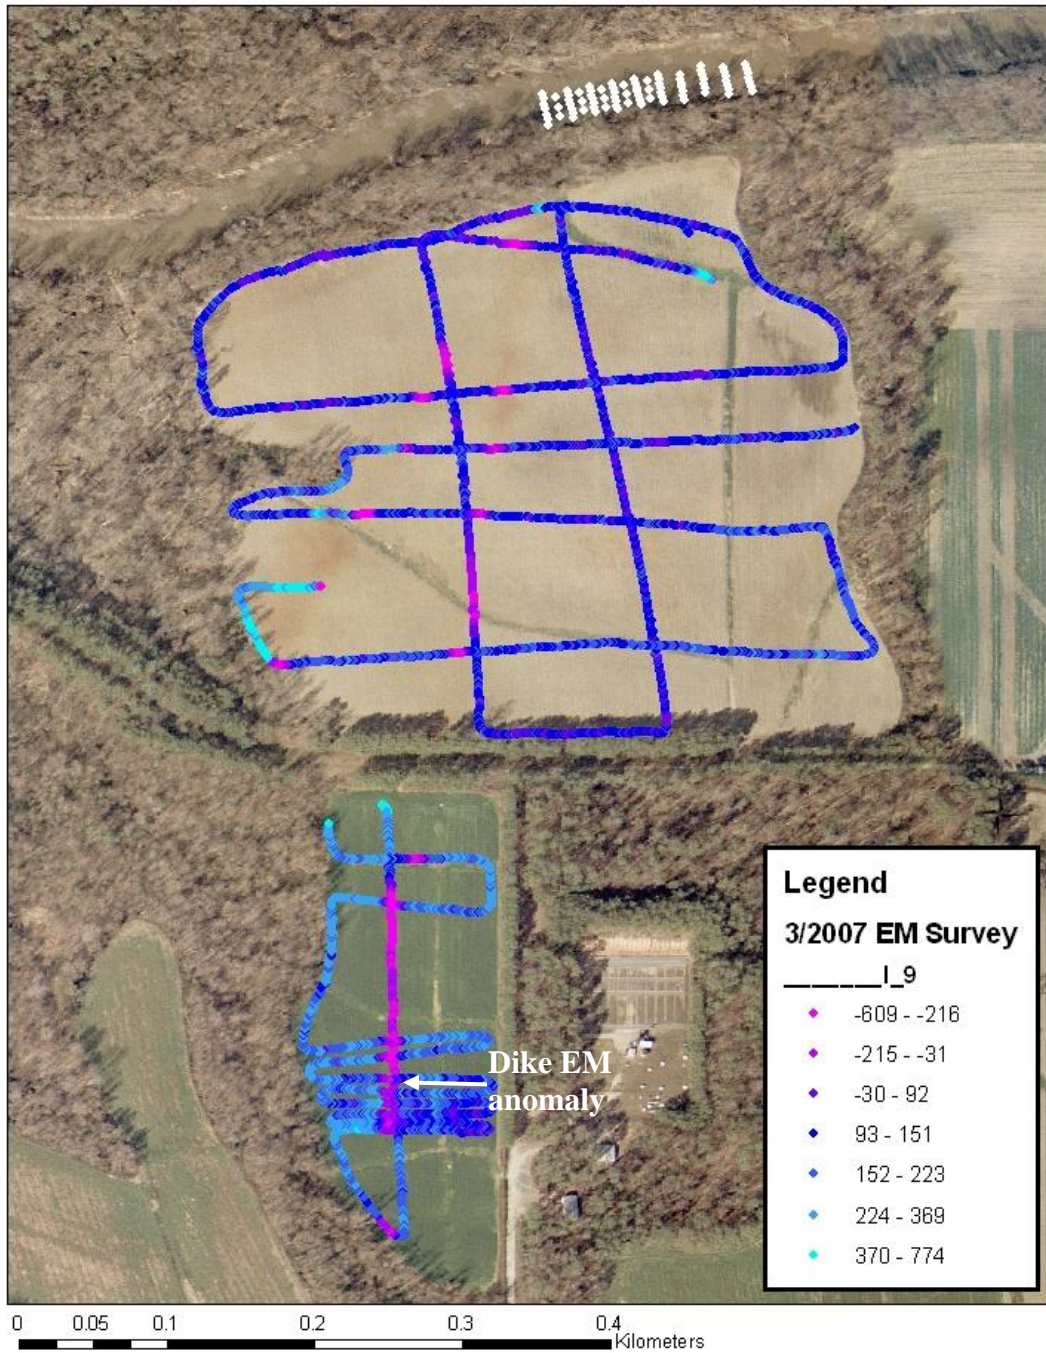 Dike EM
anomaly
Legend
3/2007 EM Survey
_______I_9
-609 - -216
-215 - -31
-30 - 92
93 - 151
152 - 223
224 - 369
370 - 774
0 0.05 0.1 0.2 0.3 0.4
Kilometers